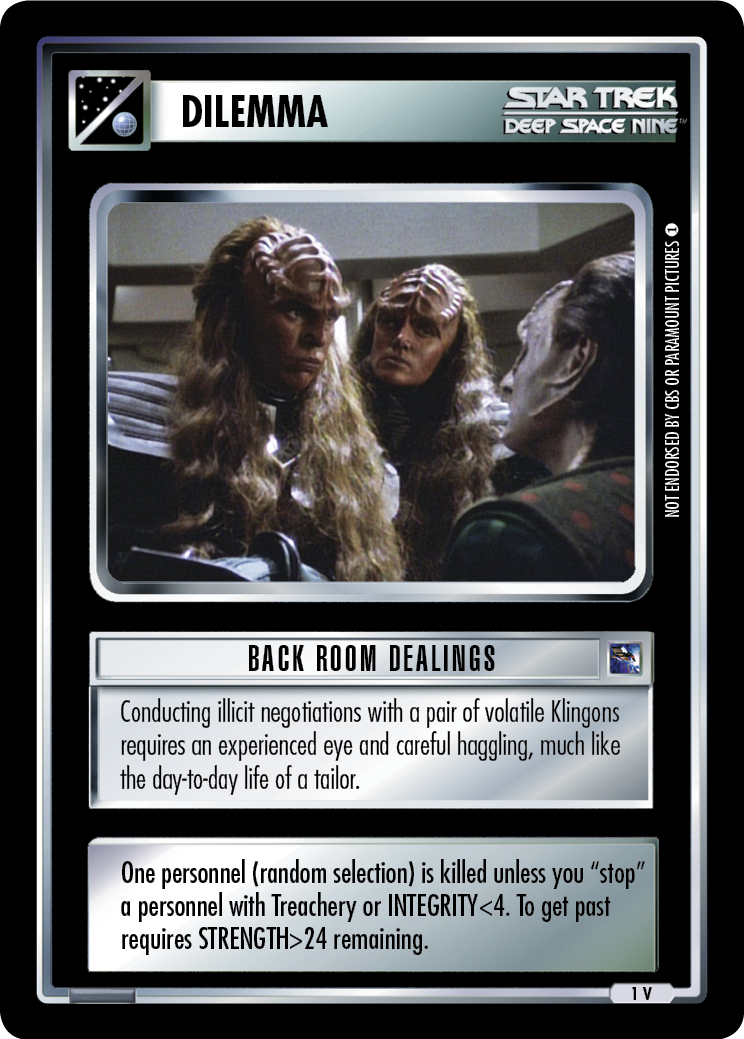 DILEMMA
STAR TREK
DEEP SPACE NINE™
NOT ENDORSED BY CBS OR PARAMOUNT PICTURES 1
BACK ROOM DEALINGS
Conducting illicit negotiations with a pair of volatile Klingons
requires an experienced eye and careful haggling, much like
the day-to-day life of a tailor.
One personnel (random selection) is killed unless you “stop”
a personnel with Treachery or INTEGRITY<4. To get past
requires STRENGTH>24 remaining.
1 V